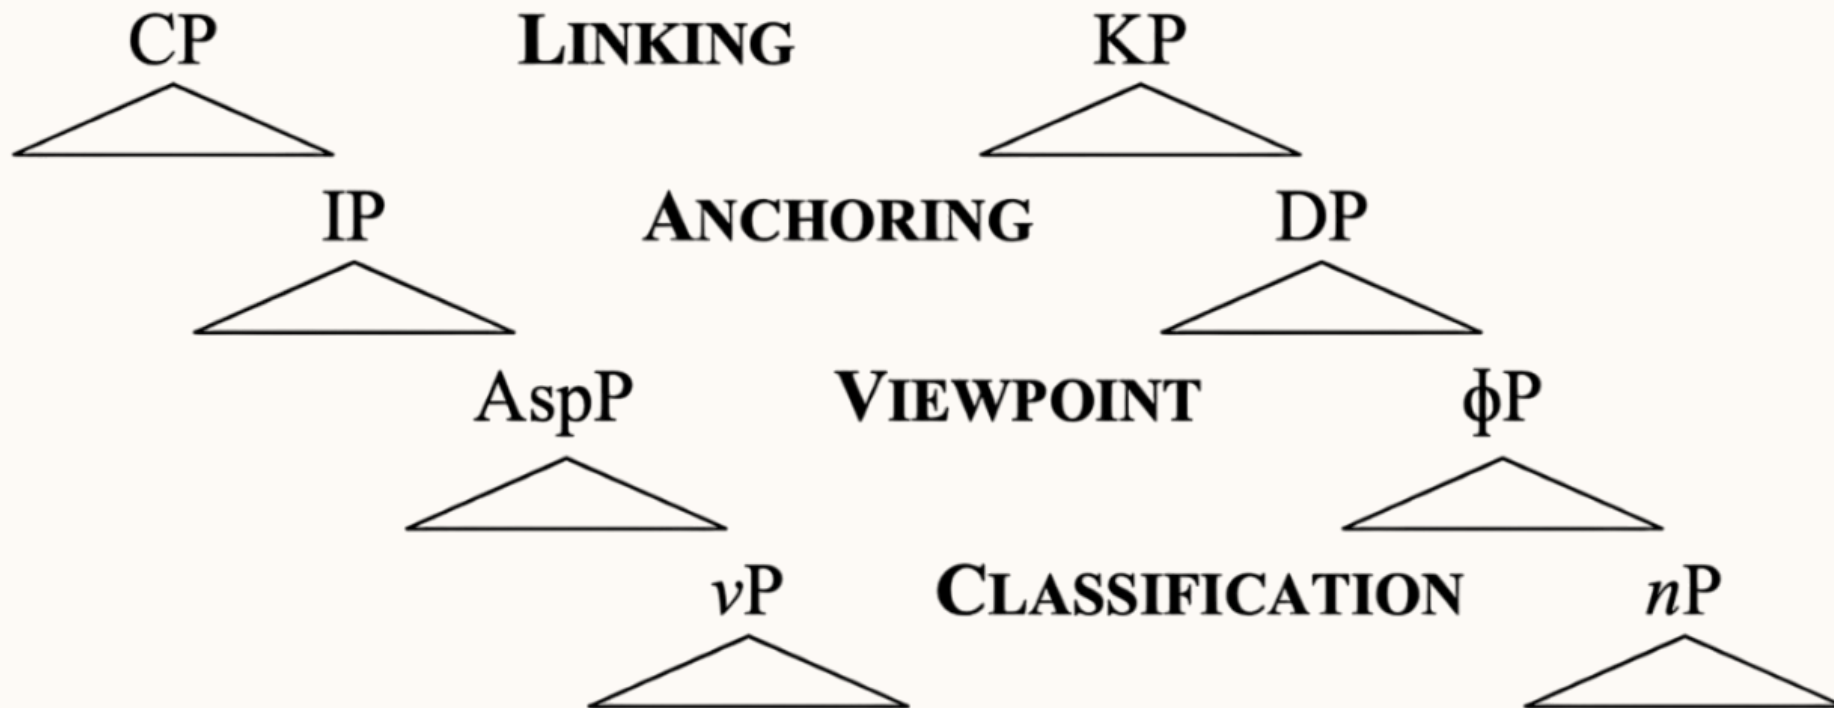 CP LINKING KP
IP ANCHORING DP
AspP VIEWPOINT ϕP
vP CLASSIFICATION nP